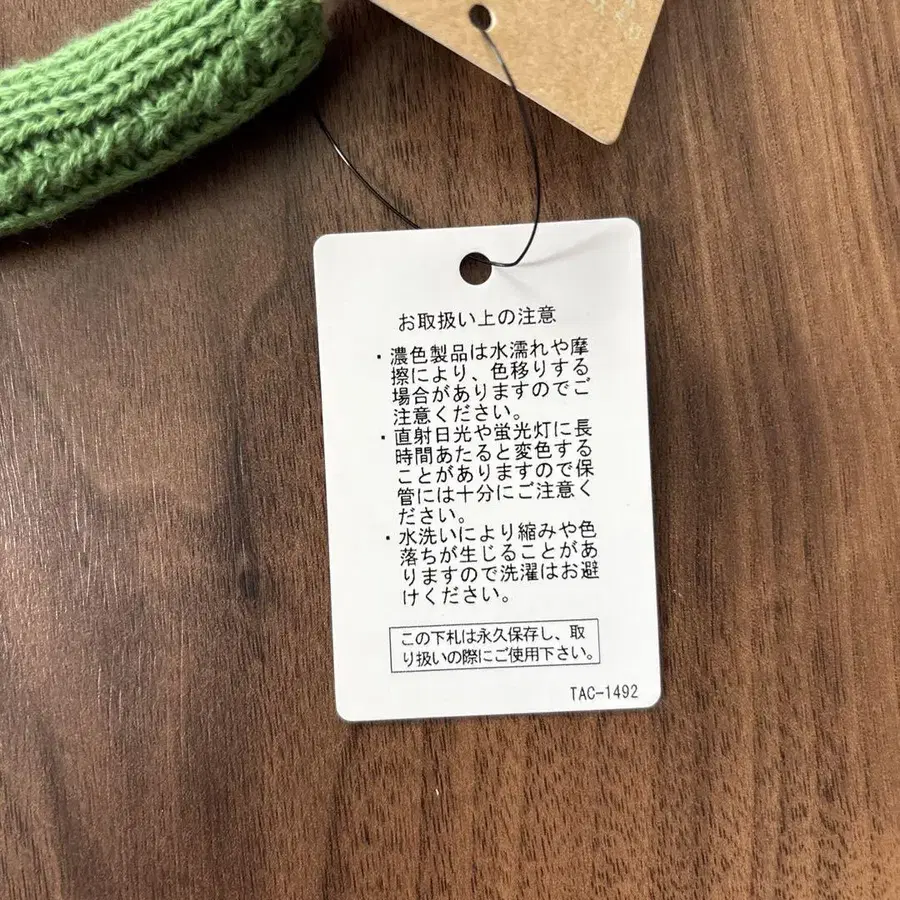 お取扱い上の注意
・濃色製品は水濡れや摩
擦により、色移りする
場合がありますのでご
注意ください。
・直射日光や蛍光灯に長
時間あたると変色する
ことがありますので保
管には十分にご注意く
ださい。
・水洗いにより縮みや色
落ちが生じることがあ
りますので洗濯はお避
けください。
この下札は永久保存し、取
り扱いの際にご使用下さい。
TAC-1492